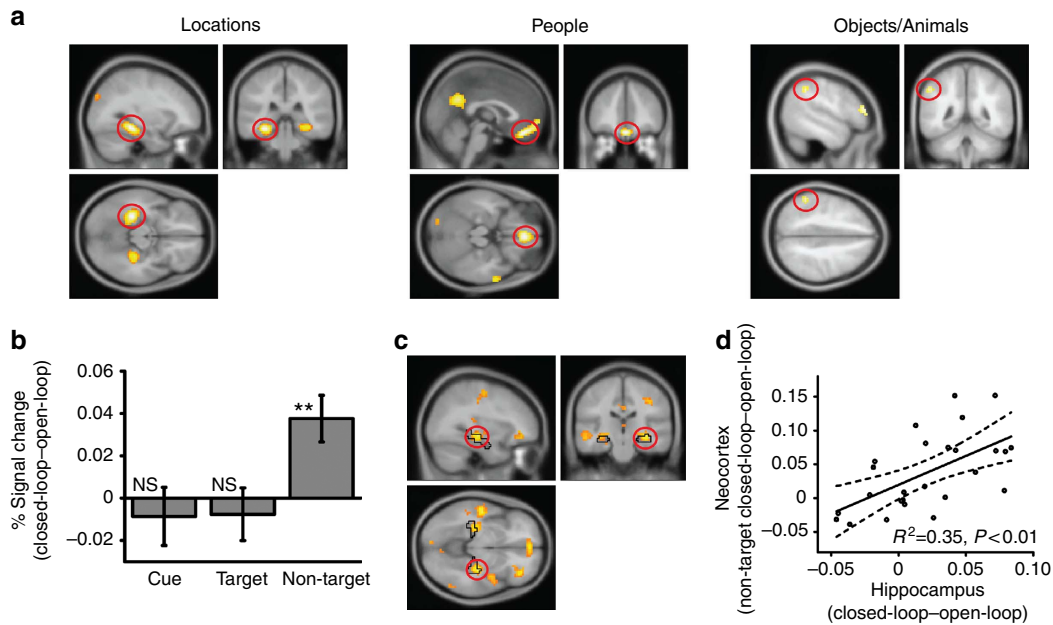 a
Locations
People
Objects/Animals
b
% Signal change
(closed-loop–open-loop)
0.06
0.04
0.02
0
−0.02
NS
NS
**
Cue
Target
Non-target
c
d
Neocortex
(non-target closed-loop–open-loop)
0.15
0.10
0.05
0
−0.05
R²=0.35, P<0.01
−0.05
0
0.05
0.10
Hippocampus
(closed-loop–open-loop)